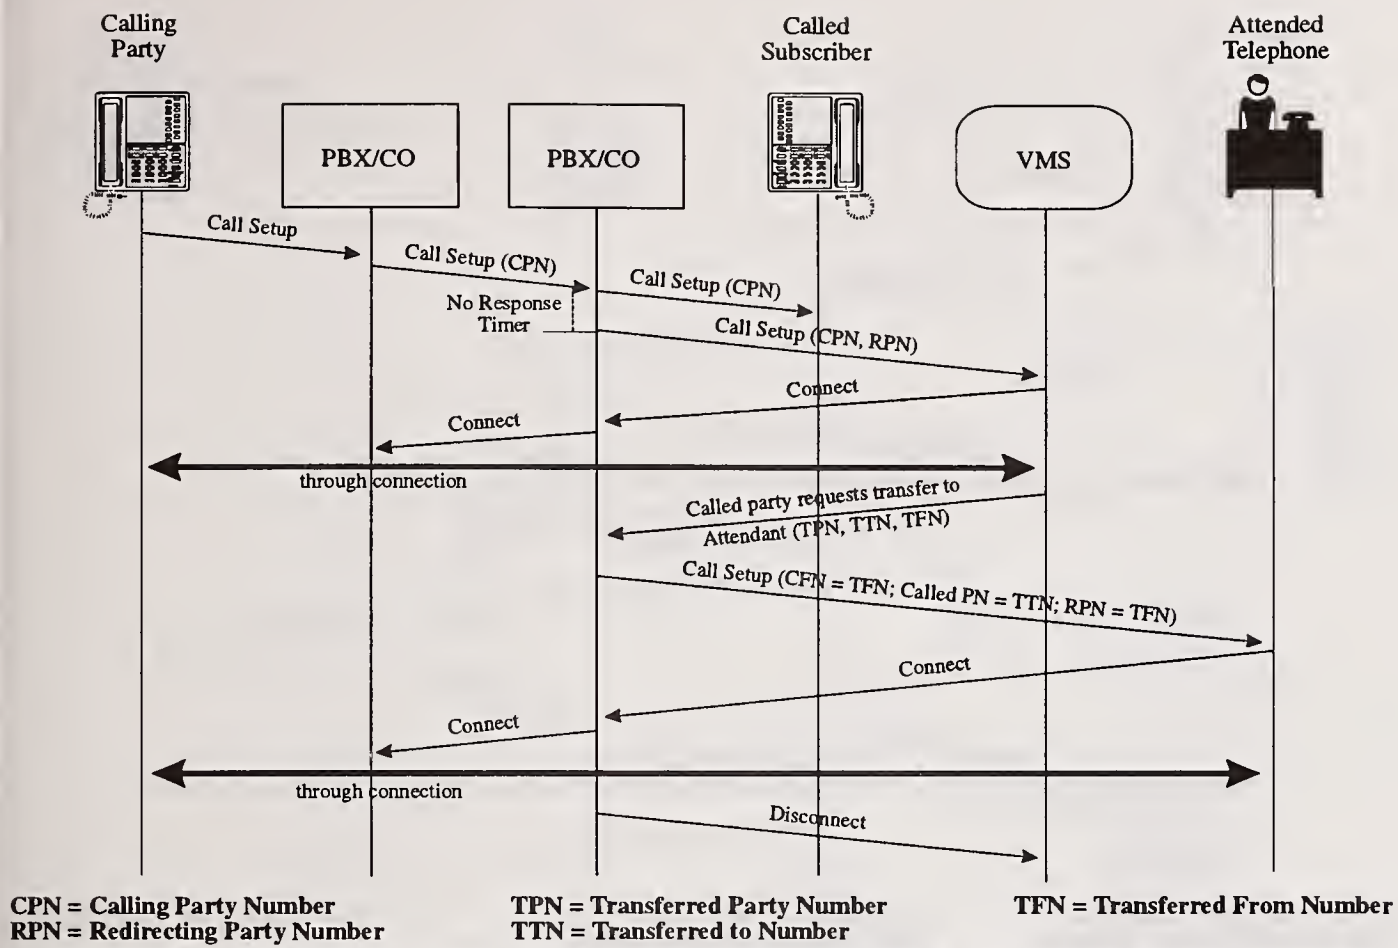 Calling
Party
Called
Subscriber
Attended
Telephone
PBX/CO
PBX/CO
VMS
Call Setup
Call Setup (CPN)
Call Setup (CPN)
No Response
Timer
Call Setup (CPN, RPN)
Connect
Connect
through connection
Called party requests transfer to
Attendant (TPN, TTN, TFN)
Call Setup (CFN = TFN; Called PN = TTN; RPN = TFN)
Connect
Connect
through connection
Disconnect
CPN = Calling Party Number
RPN = Redirecting Party Number
TPN = Transferred Party Number
TTN = Transferred to Number
TFN = Transferred From Number